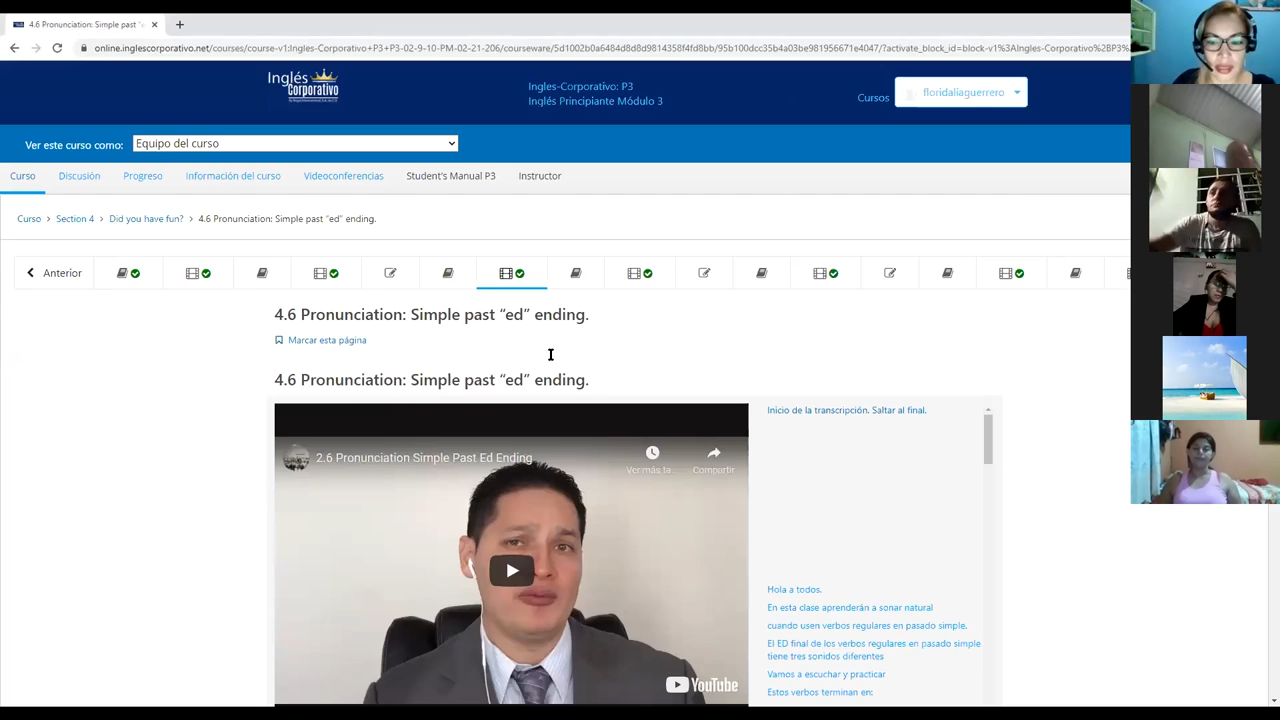 4.6 Pronunciation: Simple past "e
online.inglescorporativo.net/courses/course-v1:Ingles-Corporativo+P3+P3-02-9-10-PM-02-21-206/courseware/5d1002b0a6484d8d8d9814358f4fd8bb/95b100dcc35b4a03be981956671e4047/?activate_block_id=block-v1%3AIngles-Corporativo%2BP3%
Inglés
Corporativo
Ingles-Corporativo: P3
Inglés Principiante Módulo 3
Cursos
floridaliaguerrero
Ver este curso como:
Equipo del curso
Curso
Discusión
Progreso
Información del curso
Videoconferencias
Student's Manual P3
Instructor
Curso > Section 4 > Did you have fun? > 4.6 Pronunciation: Simple past "ed" ending.
Anterior
4.6 Pronunciation: Simple past "ed" ending.
Marcar esta página
4.6 Pronunciation: Simple past "ed" ending.
2.6 Pronunciation Simple Past Ed Ending
Ver más ta...
Compartir
YouTube
Inicio de la transcripción. Saltar al final.
Hola a todos.
En esta clase aprenderán a sonar natural
cuando usen verbos regulares en pasado simple.
El ED final de los verbos regulares en pasado simple
tiene tres sonidos diferentes
Vamos a escuchar y practicar
Estos verbos terminan en: